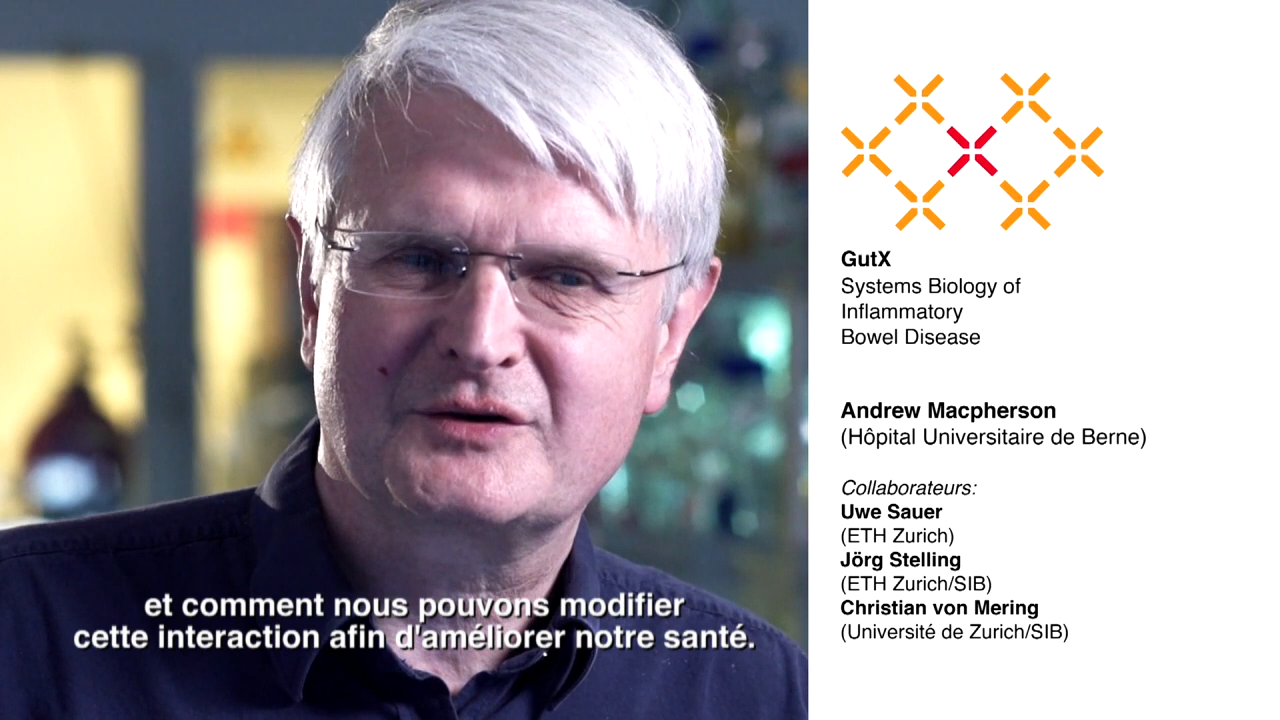 et comment nous pouvons modifier
cette interaction afin d'améliorer notre santé.
GutX
Systems Biology of
Inflammatory
Bowel Disease
Andrew Macpherson
(Hôpital Universitaire de Berne)
Collaborateurs:
Uwe Sauer
(ETH Zurich)
Jörg Stelling
(ETH Zurich/SIB)
Christian von Mering
(Université de Zurich/SIB)